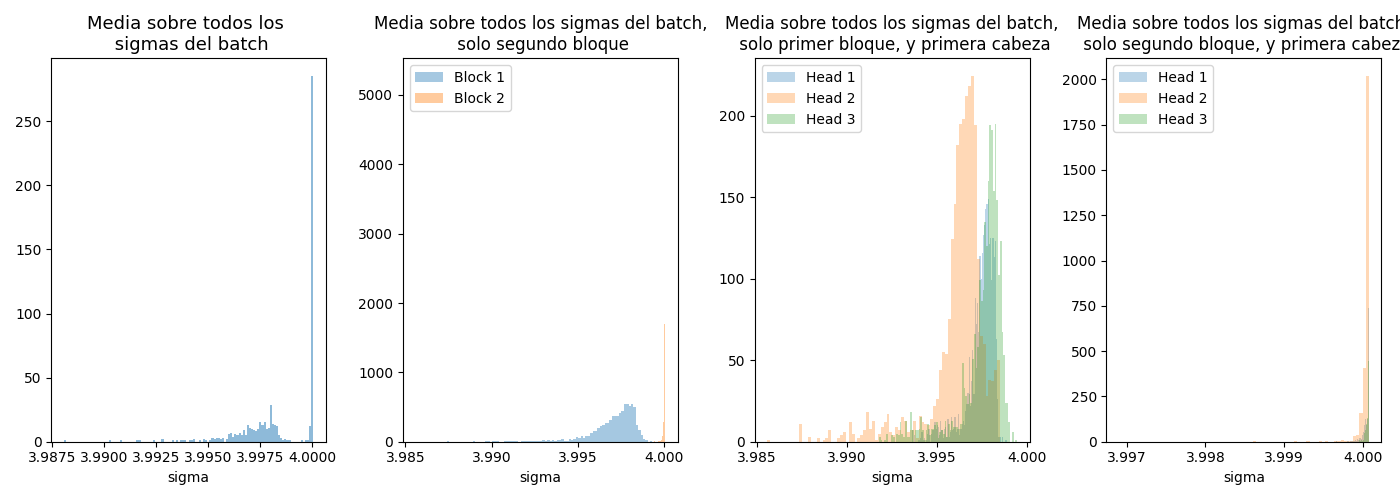 Media sobre todos los
sigmas del batch
250
200
150
100
50
0
3.9875 3.9900 3.9925 3.9950 3.9975 4.0000
sigma
Media sobre todos los sigmas del batch,
solo segundo bloque
Block 1
Block 2
5000
4000
3000
2000
1000
0
3.985 3.990 3.995 4.000
sigma
Media sobre todos los sigmas del batch,
solo primer bloque, y primera cabeza
Head 1
Head 2
Head 3
200
150
100
50
0
3.985 3.990 3.995 4.000
sigma
Media sobre todos los sigmas del batch
solo segundo bloque, y primera cabez
Head 1
Head 2
Head 3
2000
1750
1500
1250
1000
750
500
250
0
3.997 3.998 3.999 4.000
sigma